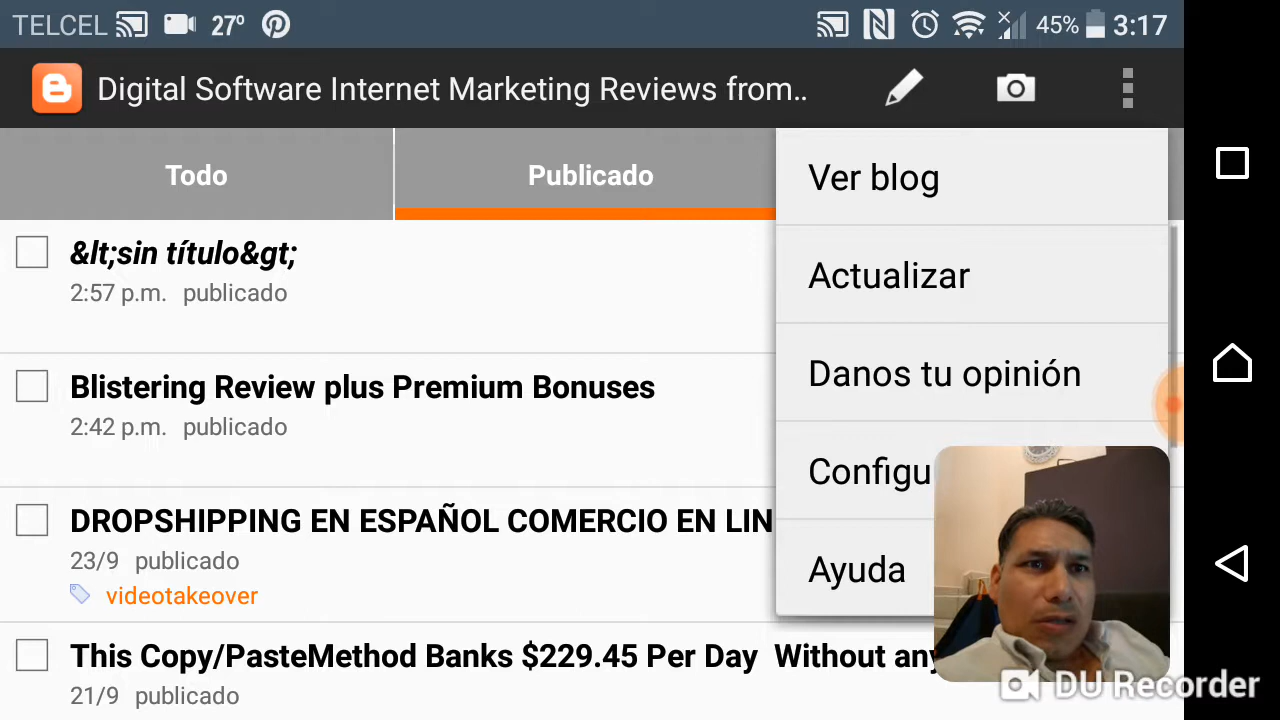 TELCEL 27° 45% 3:17
Digital Software Internet Marketing Reviews from..
Todo Publicado
Ver blog
Actualizar
Danos tu opinión
Configu
Ayuda
&lt;sin título&gt;
2:57 p.m. publicado
Blistering Review plus Premium Bonuses
2:42 p.m. publicado
DROPSHIPPING EN ESPAÑOL COMERCIO EN LIN
23/9 publicado
videotakeover
This Copy/PasteMethod Banks $229.45 Per Day Without any
21/9 publicado
DU Recorder